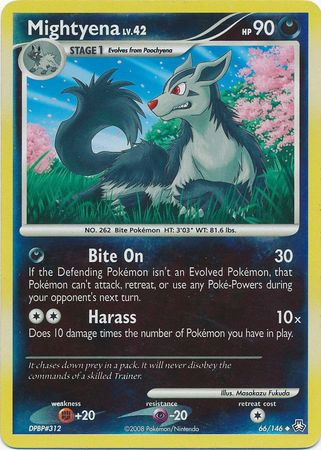 Mightyena LV.42 HP 90
STAGE 1 Evolves from Poochyena
NO. 262 Bite Pokémon HT: 3'03" WT: 81.6 lbs.
Bite On 30
If the Defending Pokémon isn't an Evolved Pokémon, that
Pokémon can't attack, retreat, or use any Poké-Powers during
your opponent's next turn.
Harass 10×
Does 10 damage times the number of Pokémon you have in play.
It chases down prey in a pack. It will never disobey the
commands of a skilled Trainer.
Illus. Masakazu Fukuda
weakness resistance retreat cost
+20 -20
DPBP#312 ©2008 Pokémon/Nintendo 66/146